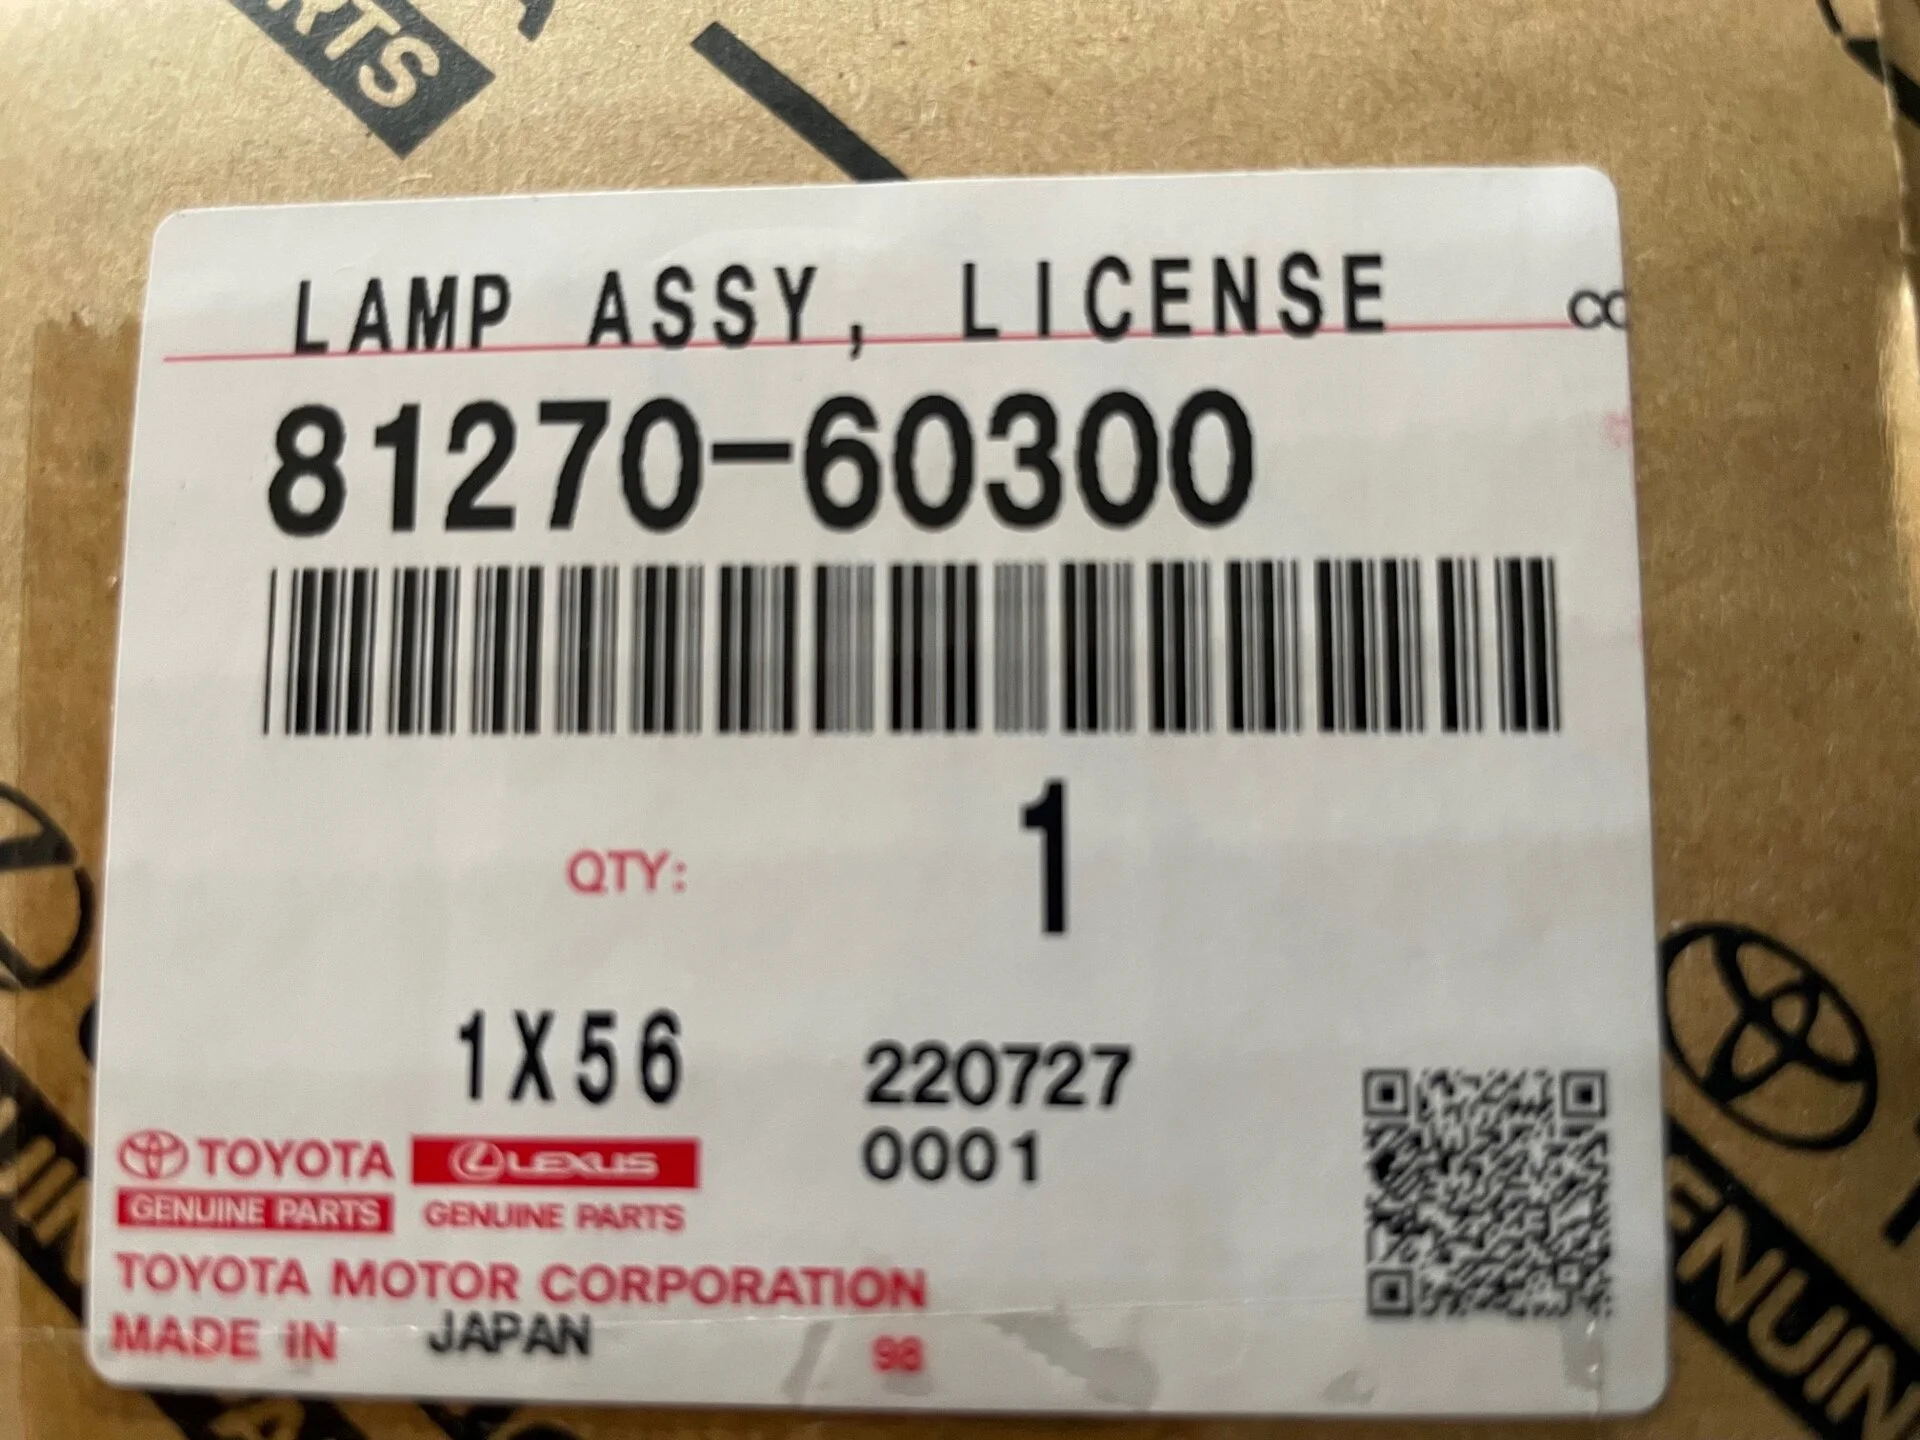 LAMP ASSY, LICENSE
81270-60300
QTY: 1
1X56 220727
0001
TOYOTA LEXUS
GENUINE PARTS GENUINE PARTS
TOYOTA MOTOR CORPORATION
MADE IN JAPAN 98